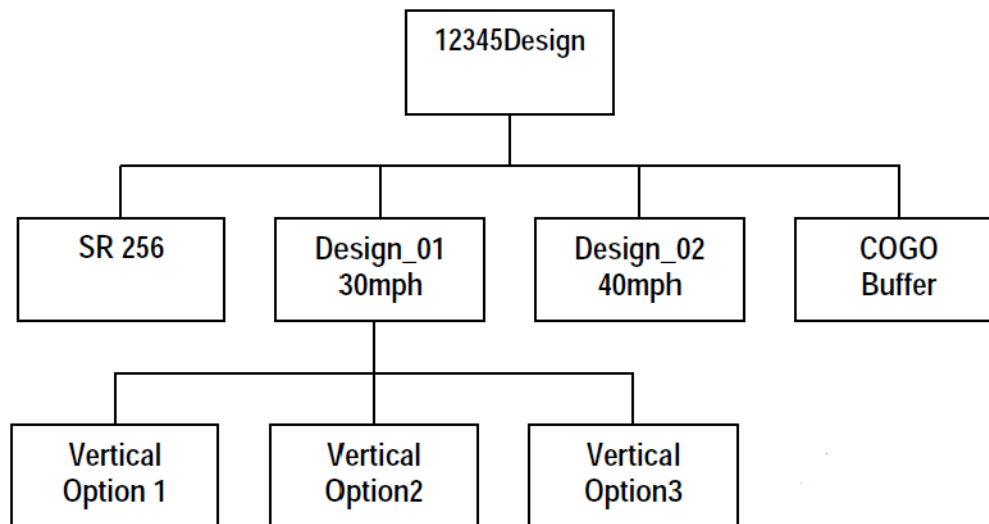 12345Design
SR 256
Design_01
30mph
Design_02
40mph
COGO
Buffer
Vertical
Option 1
Vertical
Option2
Vertical
Option3